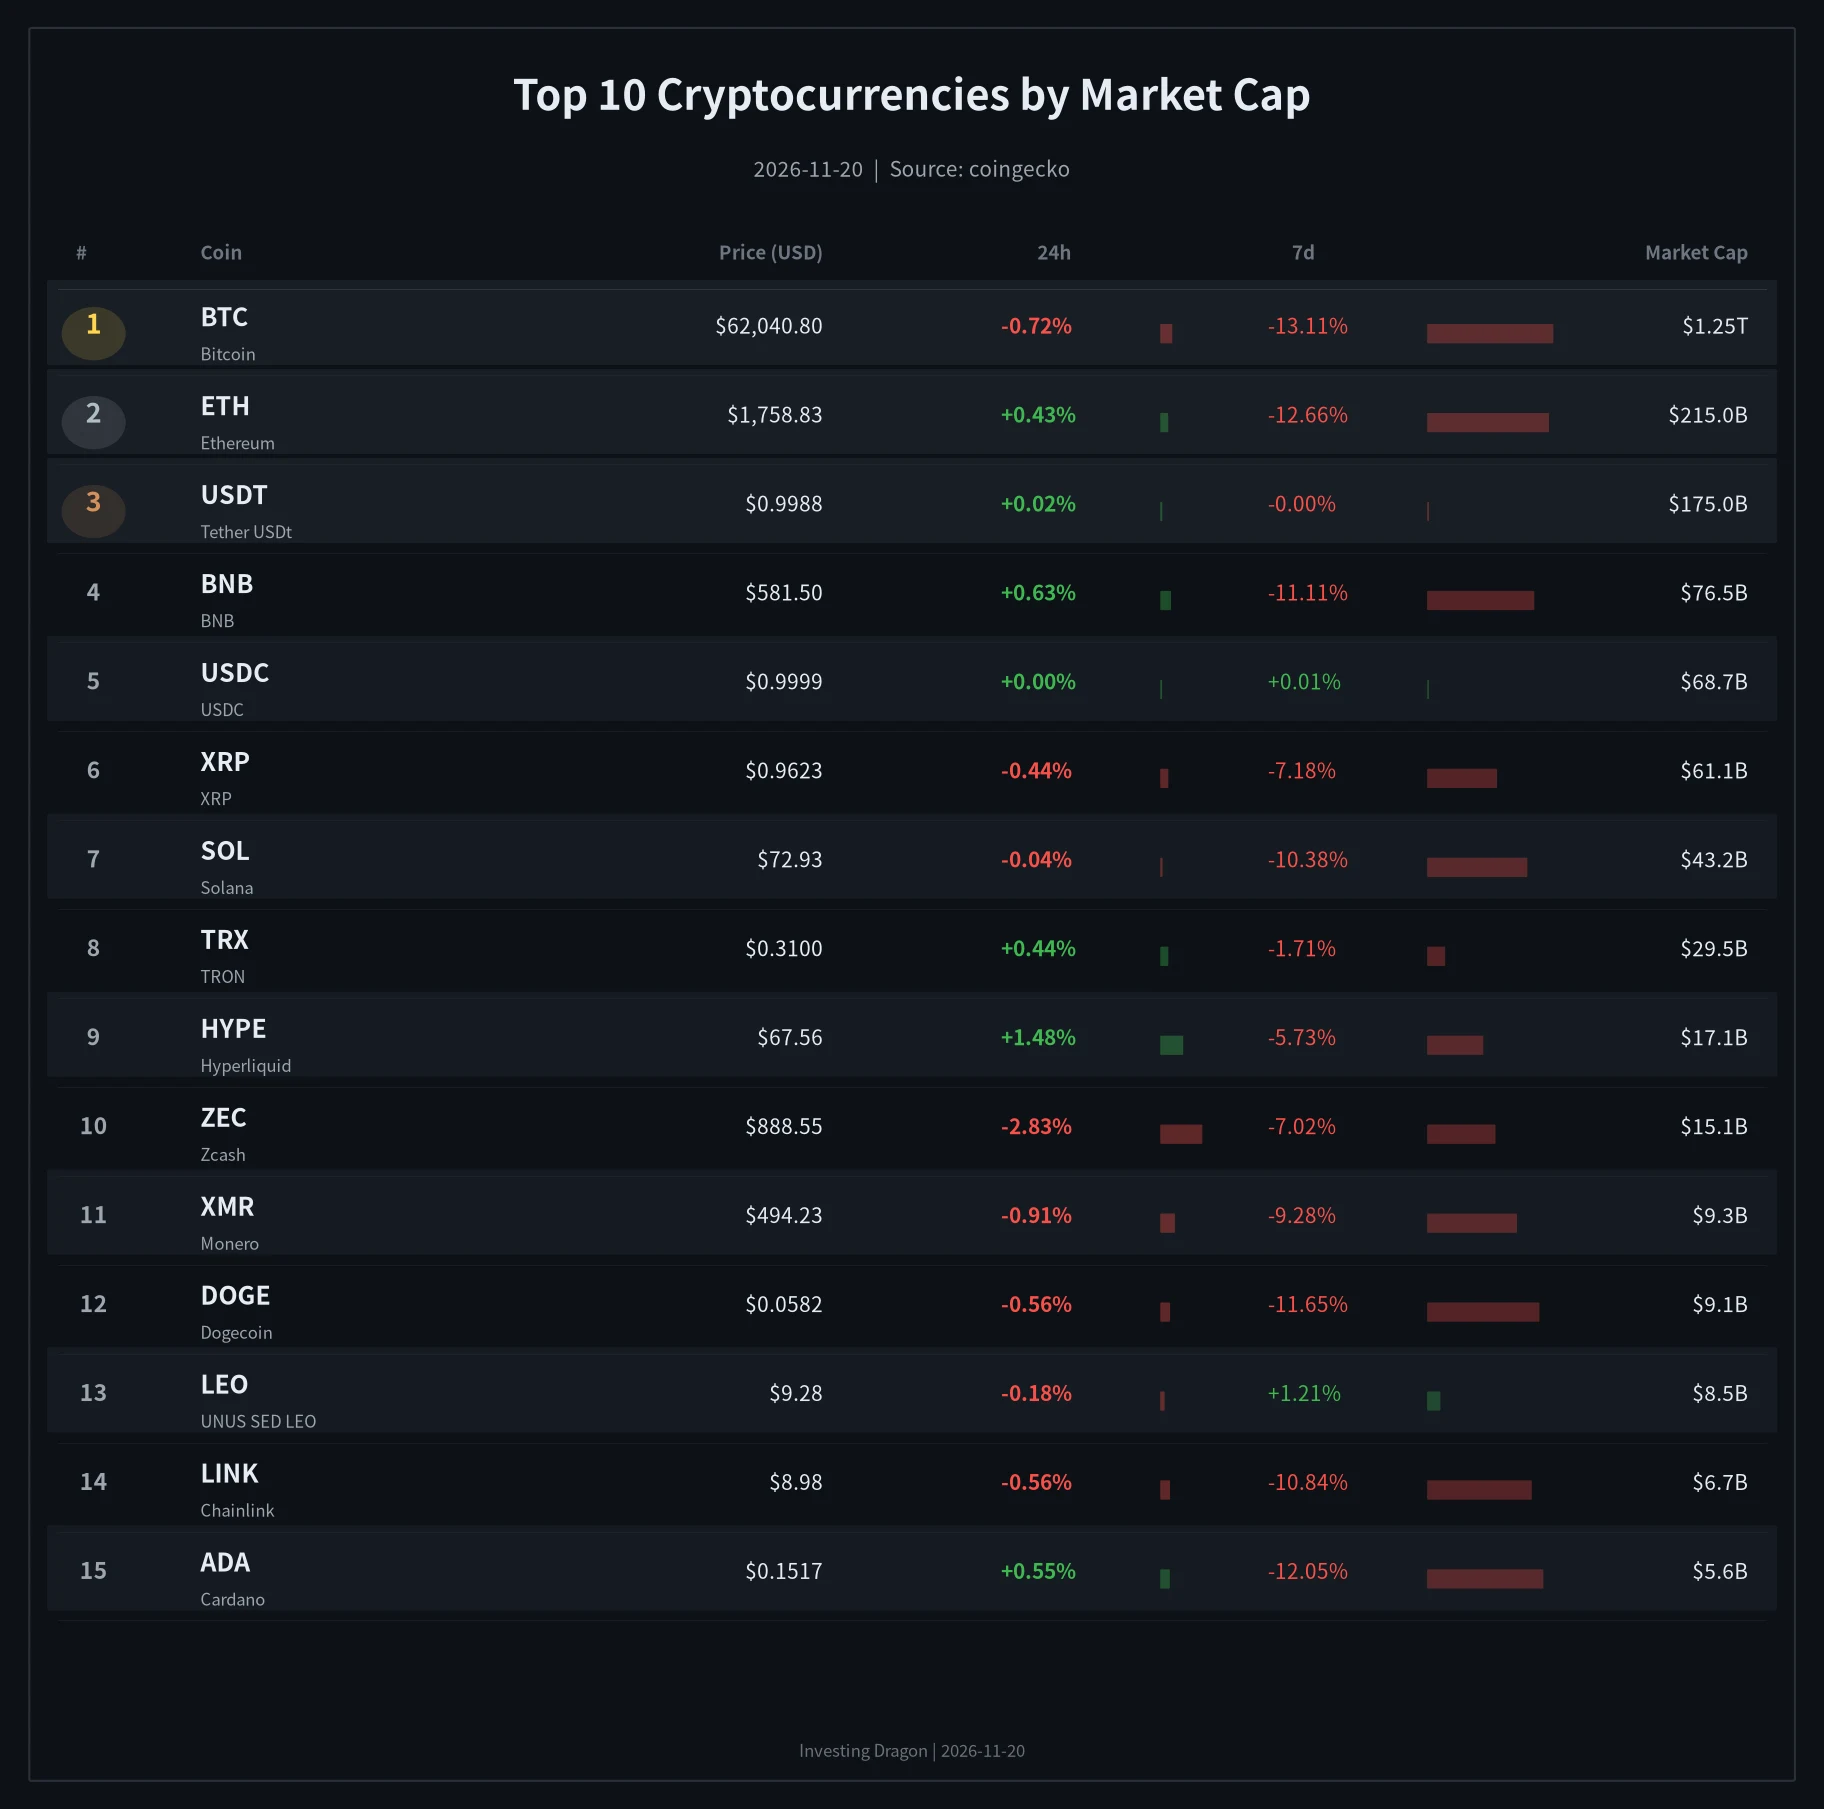 Top 10 Cryptocurrencies by Market Cap
2026-11-20 | Source: coingecko
# Coin Price (USD) 24h 7d Market Cap
1 BTC $62,040.80 -0.72% -13.11% $1.25T
Bitcoin
2 ETH $1,758.83 +0.43% -12.66% $215.0B
Ethereum
3 USDT $0.9988 +0.02% -0.00% $175.0B
Tether USDt
4 BNB $581.50 +0.63% -11.11% $76.5B
BNB
5 USDC $0.9999 +0.00% +0.01% $68.7B
USDC
6 XRP $0.9623 -0.44% -7.18% $61.1B
XRP
7 SOL $72.93 -0.04% -10.38% $43.2B
Solana
8 TRX $0.3100 +0.44% -1.71% $29.5B
TRON
9 HYPE $67.56 +1.48% -5.73% $17.1B
Hyperliquid
10 ZEC $888.55 -2.83% -7.02% $15.1B
Zcash
11 XMR $494.23 -0.91% -9.28% $9.3B
Monero
12 DOGE $0.0582 -0.56% -11.65% $9.1B
Dogecoin
13 LEO $9.28 -0.18% +1.21% $8.5B
UNUS SED LEO
14 LINK $8.98 -0.56% -10.84% $6.7B
Chainlink
15 ADA $0.1517 +0.55% -12.05% $5.6B
Cardano
Investing Dragon | 2026-11-20